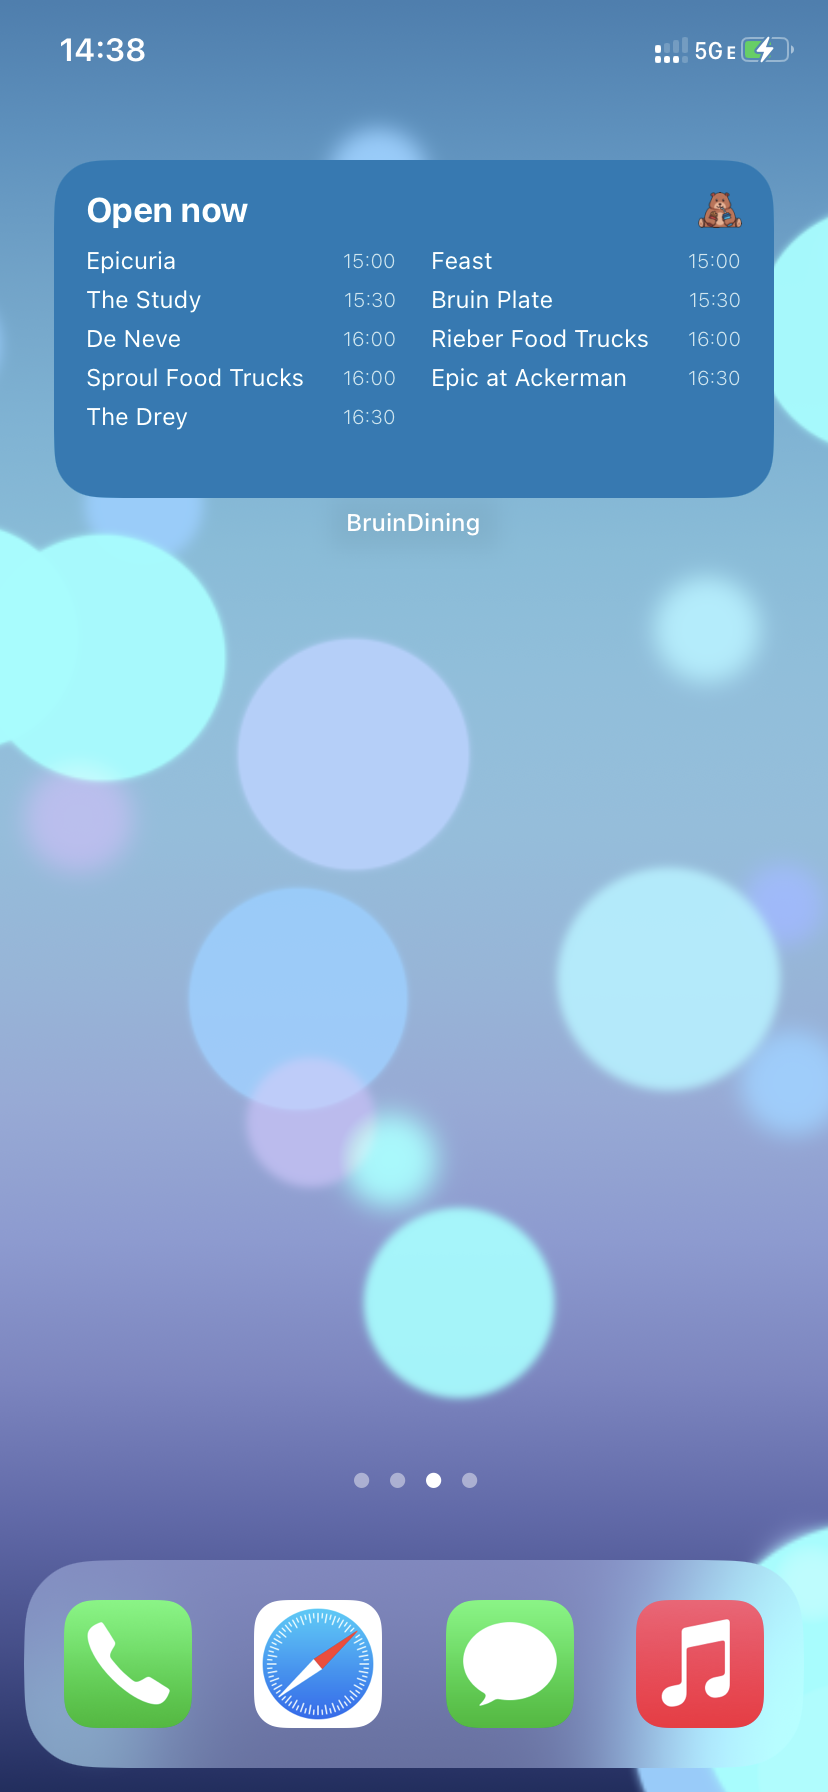 14:38
5G E
Open now
Epicuria 15:00 Feast 15:00
The Study 15:30 Bruin Plate 15:30
De Neve 16:00 Rieber Food Trucks 16:00
Sproul Food Trucks 16:00 Epic at Ackerman 16:30
The Drey 16:30
BruinDining